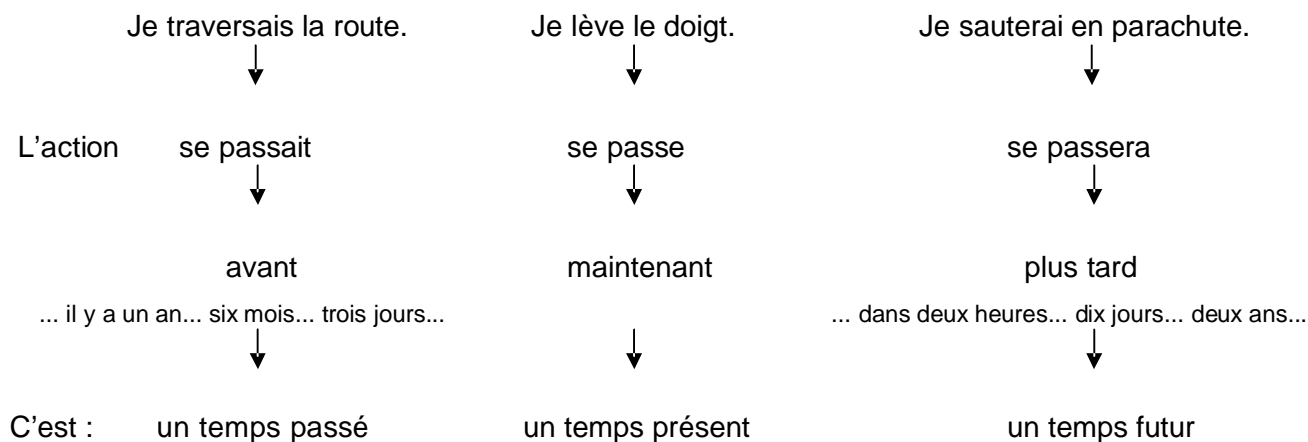 Je traversais la route. Je lève le doigt. Je sauterai en parachute.
L'action se passait se passe se passera
avant maintenant plus tard
... il y a un an... six mois... trois jours... ... dans deux heures... dix jours... deux ans...
C'est : un temps passé un temps présent un temps futur